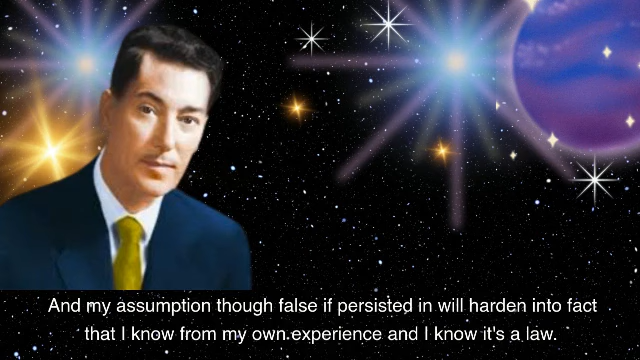 And my assumption though false if persisted in will harden into fact
that I know from my own experience and I know it's a law.